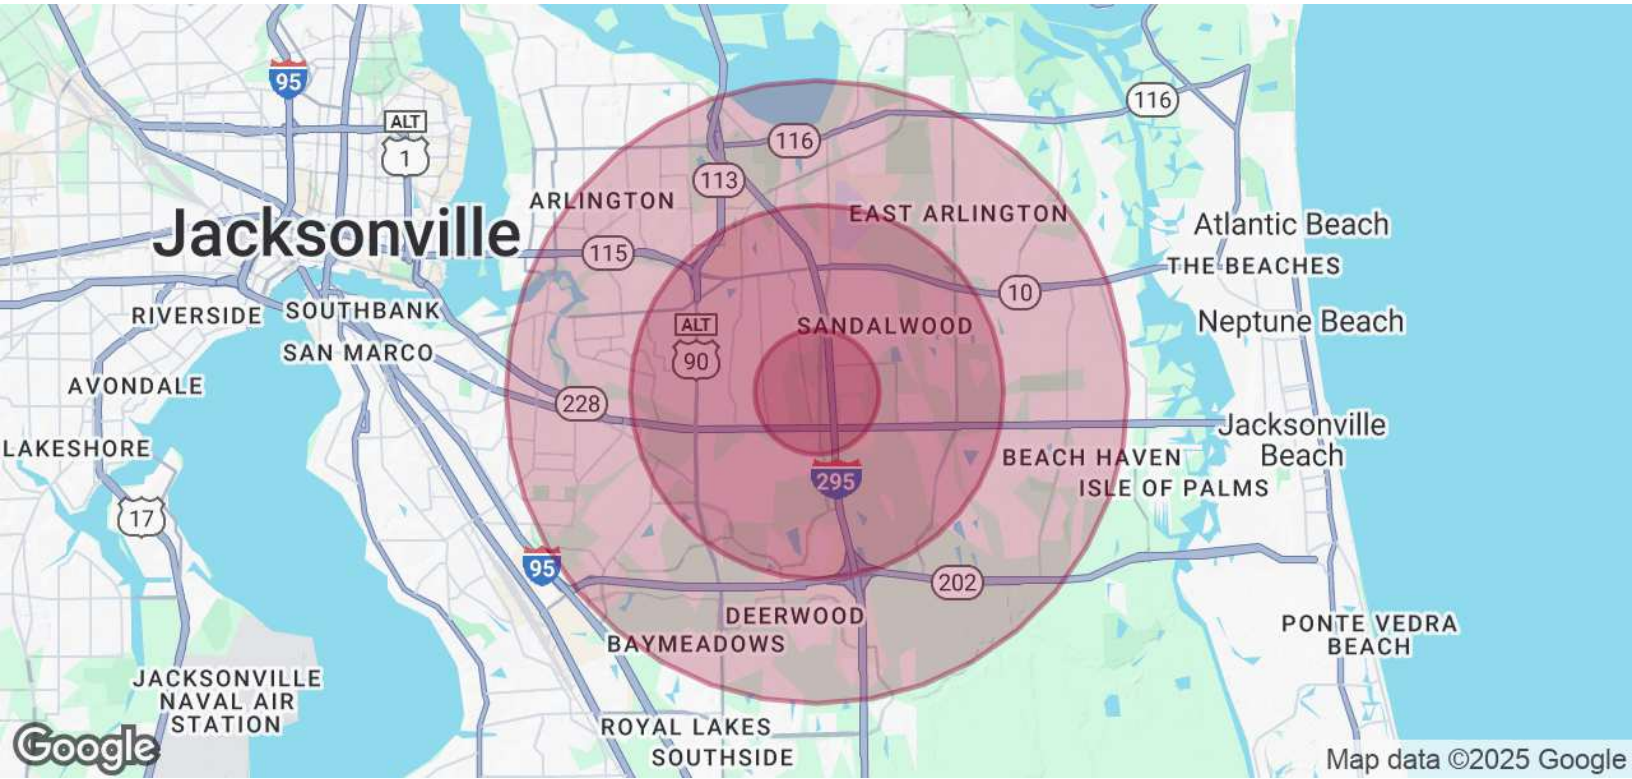 95
ALT
1
116
116
113
ARLINGTON
EAST ARLINGTON
Jacksonville
Atlantic Beach
115
THE BEACHES
10
RIVERSIDE
SOUTHBANK
ALT
90
SANDALWOOD
Neptune Beach
SAN MARCO
AVONDALE
228
Jacksonville
Beach
LAKESHORE
BEACH HAVEN
295
ISLE OF PALMS
17
95
202
DEERWOOD
BAYMEADOWS
PONTE VEDRA
BEACH
JACKSONVILLE
NAVAL AIR
STATION
ROYAL LAKES
SOUTHSIDE
Google
Map data ©2025 Google